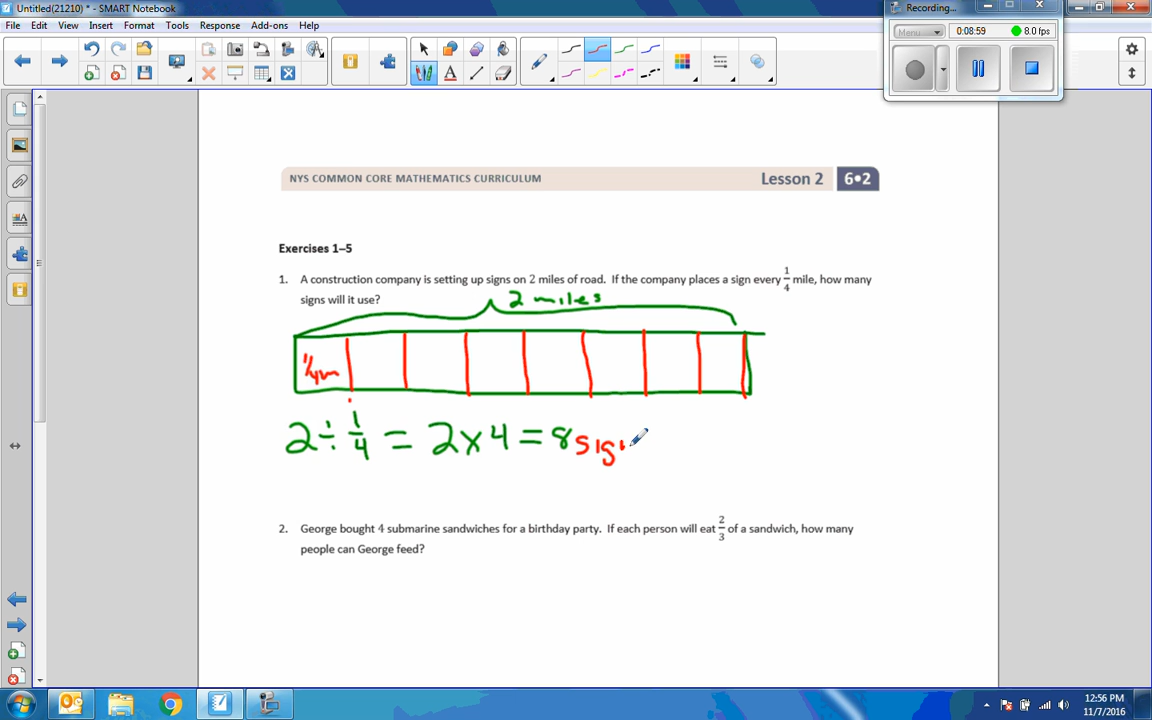 Untitled(21210) * - SMART Notebook
Recording...
File Edit View Insert Format Tools Response Add-ons Help
Menu 0:08:59 8.0 fps
NYS COMMON CORE MATHEMATICS CURRICULUM Lesson 2 6•2
Exercises 1–5
1. A construction company is setting up signs on 2 miles of road. If the company places a sign every 1/4 mile, how many
signs will it use?
2 miles
1/4m
2 ÷ 1/4 = 2 x 4 = 8 sig
2. George bought 4 submarine sandwiches for a birthday party. If each person will eat 2/3 of a sandwich, how many
people can George feed?
12:56 PM
11/7/2016